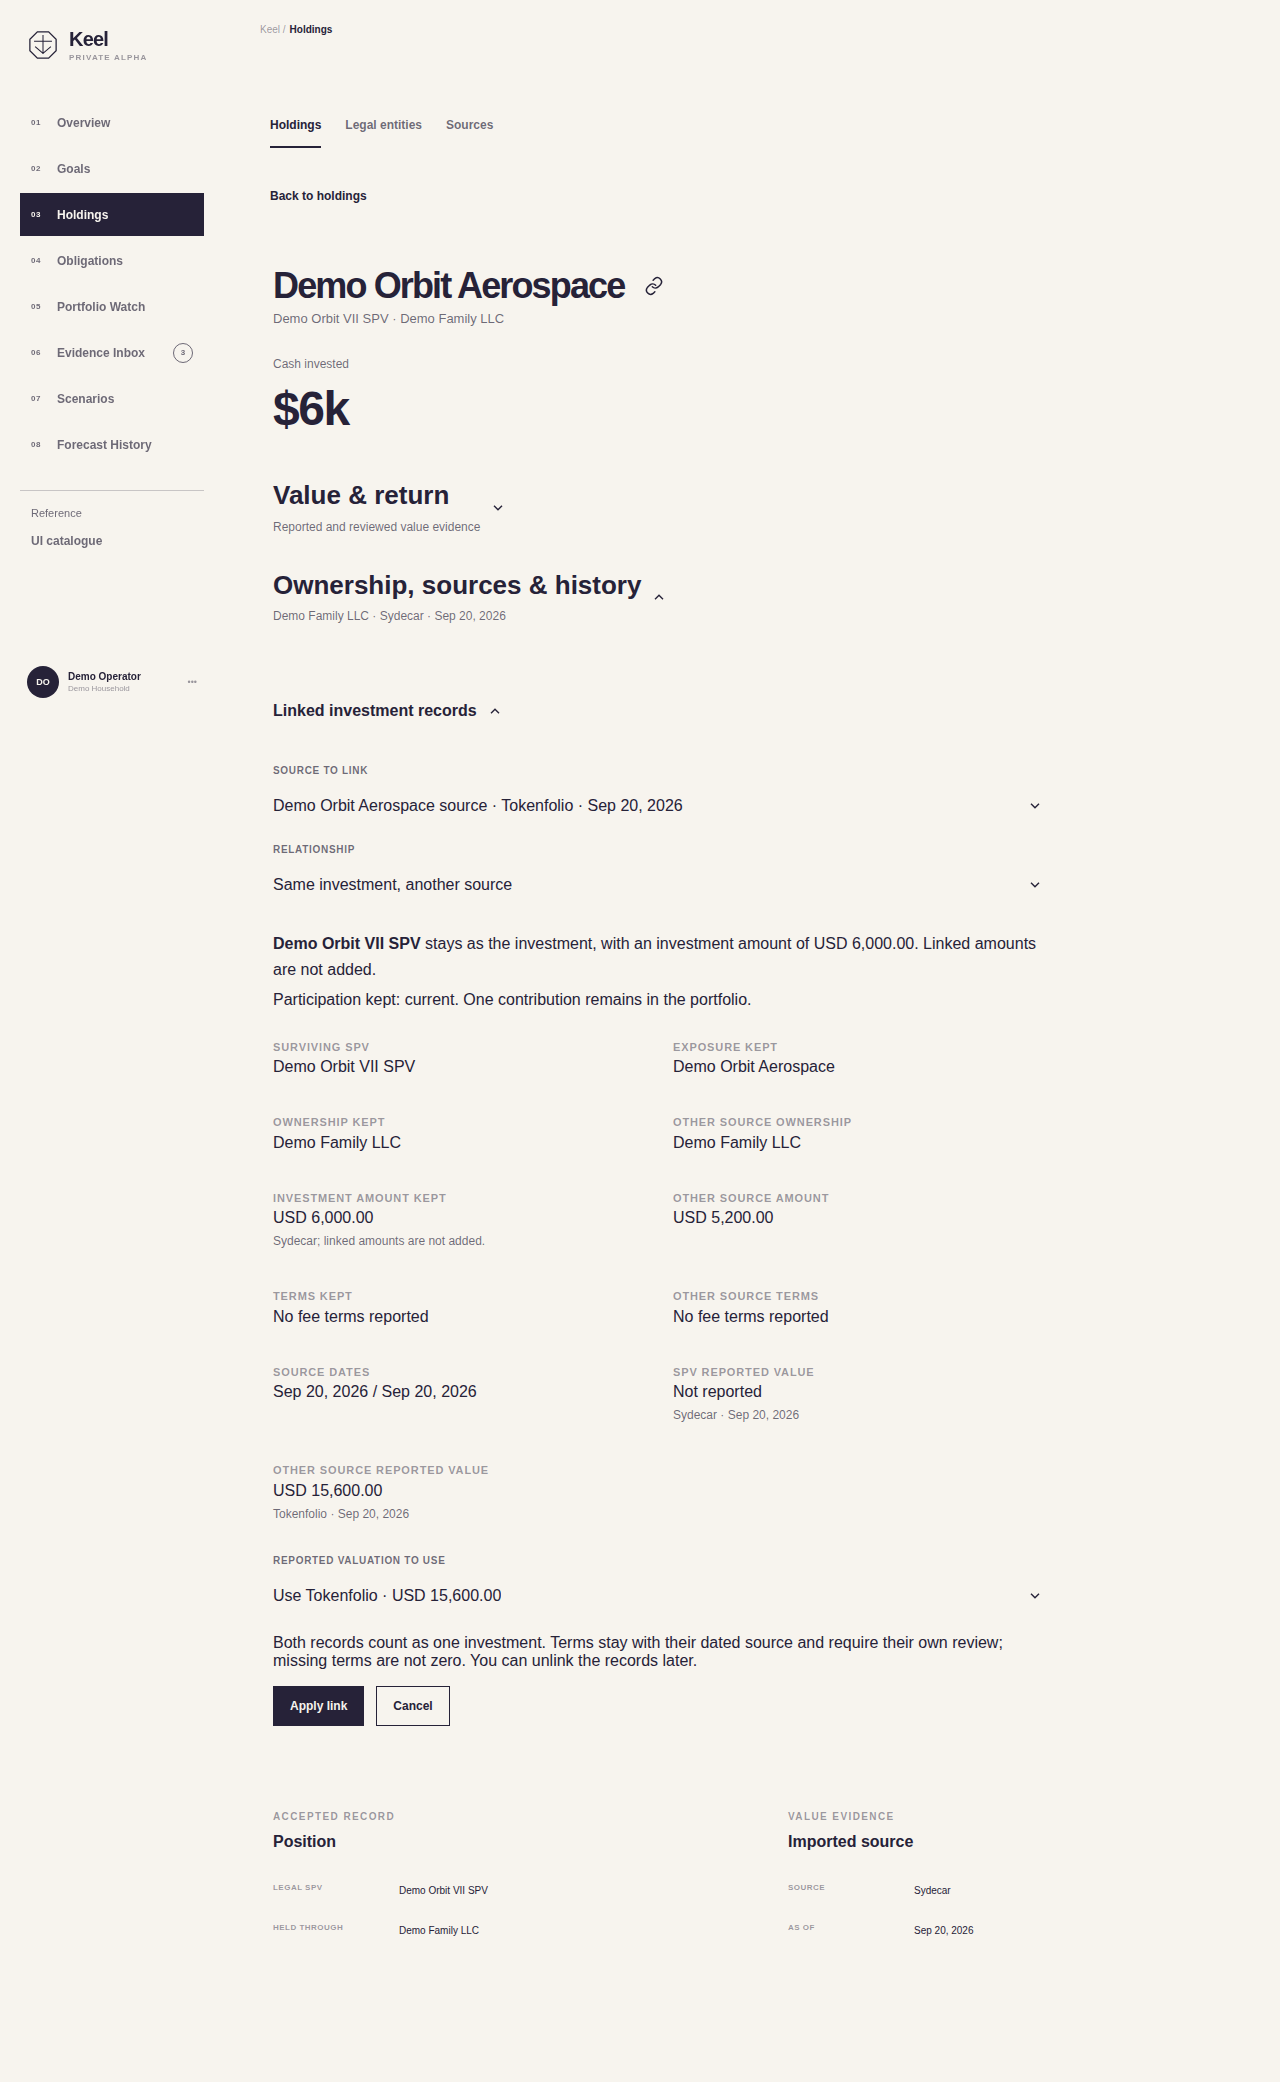 Keel
PRIVATE ALPHA
01 Overview
02 Goals
03 Holdings
04 Obligations
05 Portfolio Watch
06 Evidence Inbox 3
07 Scenarios
08 Forecast History
Reference
UI catalogue
DO Demo Operator
Demo Household
Keel / Holdings
Holdings Legal entities Sources
Back to holdings
Demo Orbit Aerospace
Demo Orbit VII SPV · Demo Family LLC
Cash invested
$6k
Value & return
Reported and reviewed value evidence
Ownership, sources & history
Demo Family LLC · Sydecar · Sep 20, 2026
Linked investment records
SOURCE TO LINK
Demo Orbit Aerospace source · Tokenfolio · Sep 20, 2026
RELATIONSHIP
Same investment, another source
Demo Orbit VII SPV stays as the investment, with an investment amount of USD 6,000.00. Linked amounts
are not added.
Participation kept: current. One contribution remains in the portfolio.
SURVIVING SPV
Demo Orbit VII SPV
EXPOSURE KEPT
Demo Orbit Aerospace
OWNERSHIP KEPT
Demo Family LLC
OTHER SOURCE OWNERSHIP
Demo Family LLC
INVESTMENT AMOUNT KEPT
USD 6,000.00
Sydecar; linked amounts are not added.
OTHER SOURCE AMOUNT
USD 5,200.00
TERMS KEPT
No fee terms reported
OTHER SOURCE TERMS
No fee terms reported
SOURCE DATES
Sep 20, 2026 / Sep 20, 2026
SPV REPORTED VALUE
Not reported
Sydecar · Sep 20, 2026
OTHER SOURCE REPORTED VALUE
USD 15,600.00
Tokenfolio · Sep 20, 2026
REPORTED VALUATION TO USE
Use Tokenfolio · USD 15,600.00
Both records count as one investment. Terms stay with their dated source and require their own review;
missing terms are not zero. You can unlink the records later.
Apply link Cancel
ACCEPTED RECORD
Position
LEGAL SPV Demo Orbit VII SPV
HELD THROUGH Demo Family LLC
VALUE EVIDENCE
Imported source
SOURCE Sydecar
AS OF Sep 20, 2026